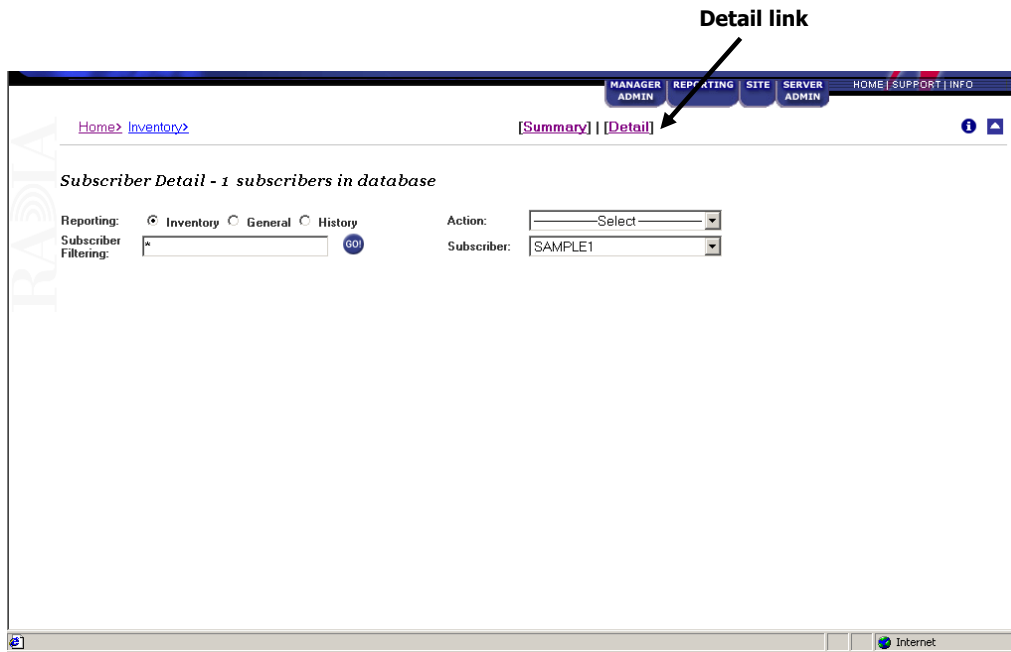 Detail link
MANAGER ADMIN REPORTING SITE SERVER ADMIN HOME | SUPPORT | INFO
Home> Inventory> [Summary] | [Detail]
RADIA
Subscriber Detail - 1 subscribers in database
Reporting: Inventory General History Action: Select
Subscriber Filtering: * GO! Subscriber: SAMPLE1
Internet